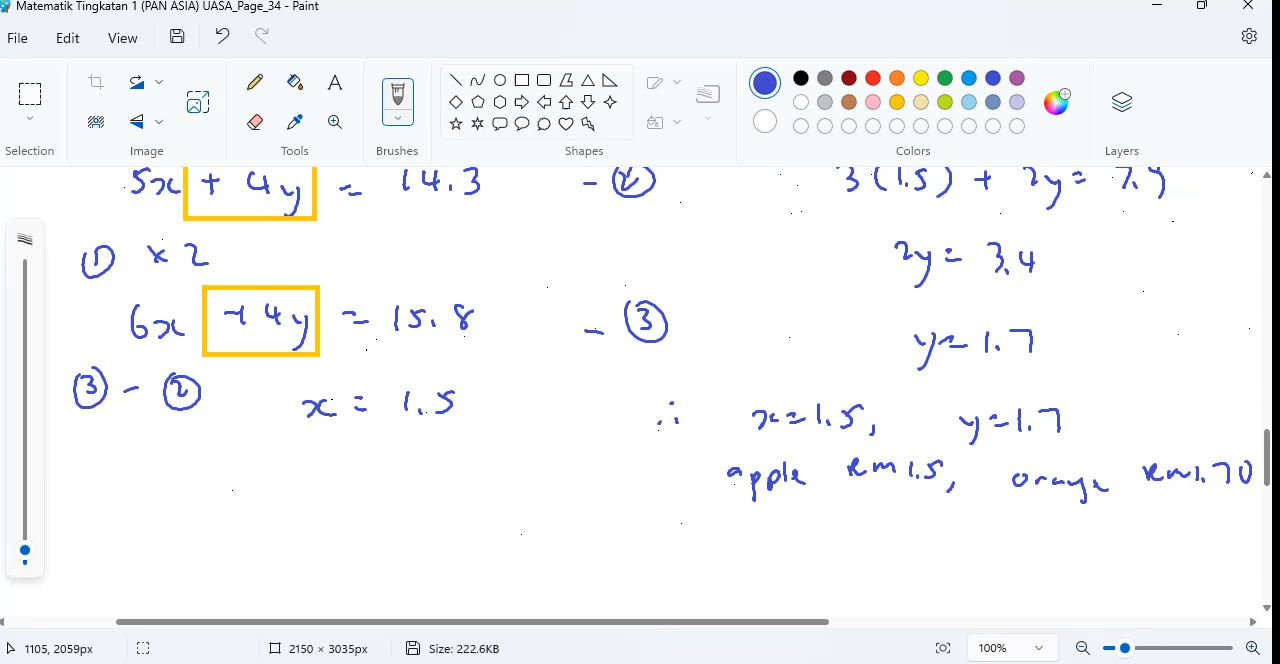 Matematik Tingkatan 1 (PAN ASIA) UASA_Page_34 - Paint
File Edit View
Selection Image Tools Brushes Shapes Colors Layers
5x + 4y = 14.3 - ②
① × 2
6x + 4y = 15.8 - ③
③ - ② x = 1.5
3(1.5) + 2y = 7.9
2y = 3.4
y = 1.7
∴ x = 1.5, y = 1.7
apple RM1.5, orange RM1.70
1105, 2059px 2150 × 3035px Size: 222.6KB 100%